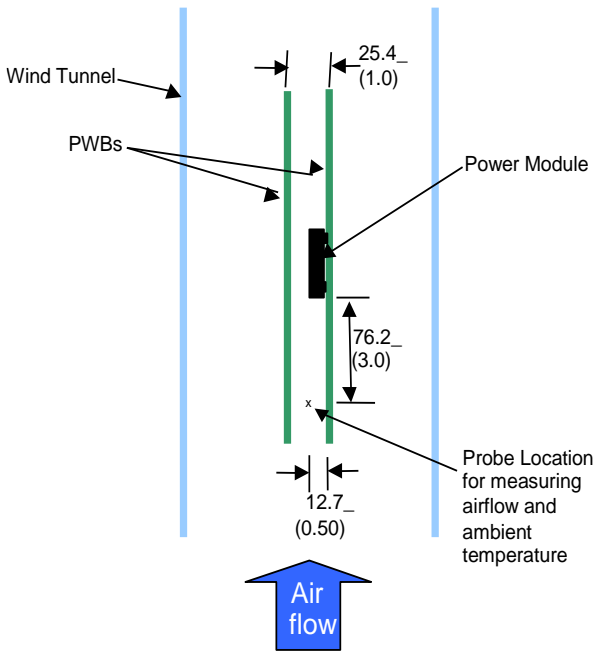 25.4_
(1.0)
Wind Tunnel
PWBs
Power Module
76.2_
(3.0)
x
Probe Location
for measuring
airflow and
ambient
temperature
12.7_
(0.50)
Air
flow